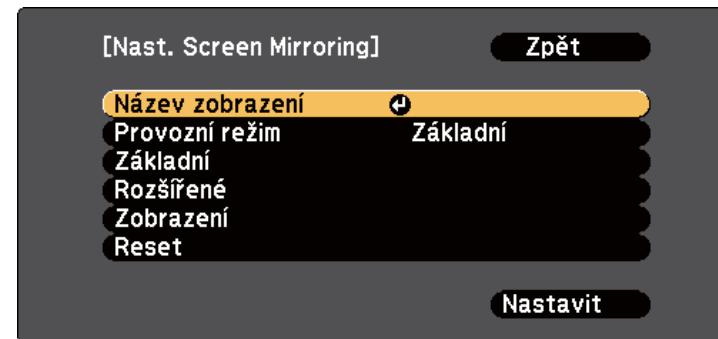 [Nast. Screen Mirroring] Zpět
Název zobrazení
Provozní režim Základní
Základní
Rozšířené
Zobrazení
Reset
Nastavit